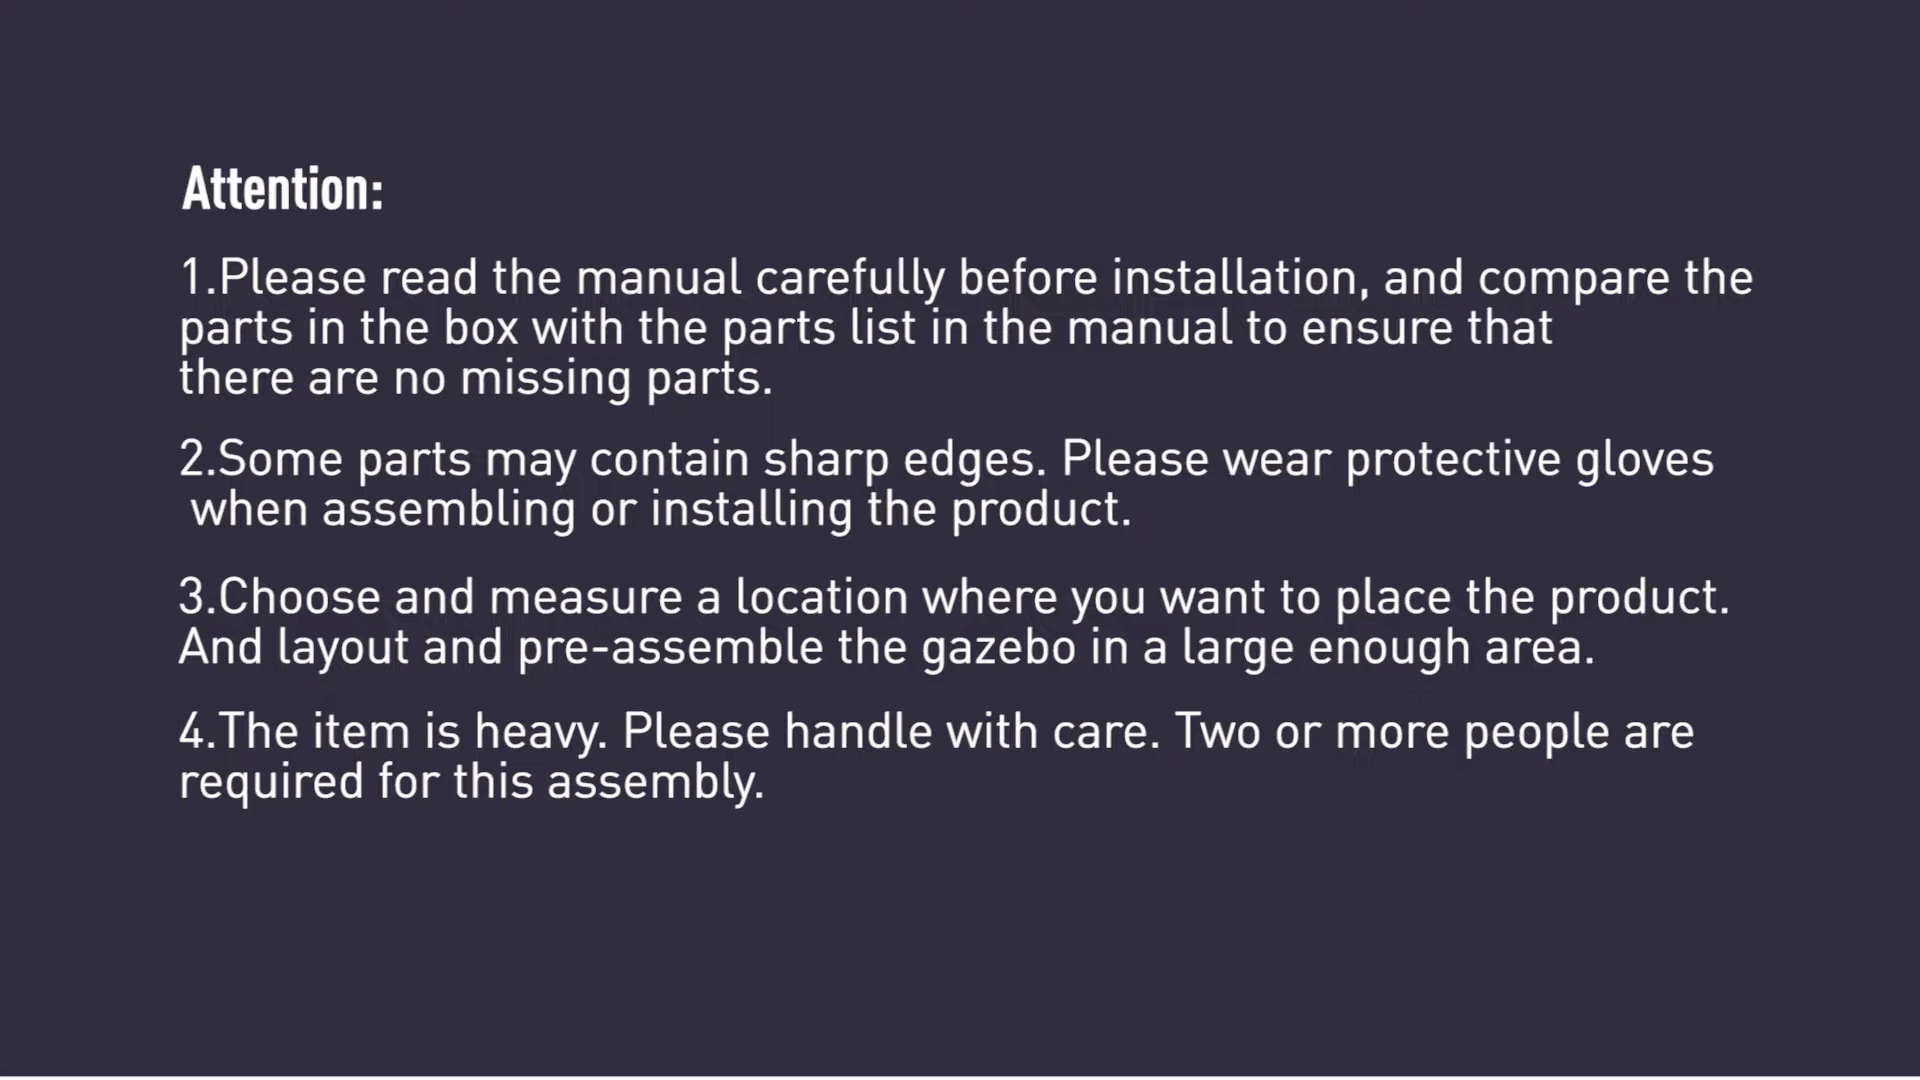 Attention:
1.Please read the manual carefully before installation, and compare the
parts in the box with the parts list in the manual to ensure that
there are no missing parts.
2.Some parts may contain sharp edges. Please wear protective gloves
when assembling or installing the product.
3.Choose and measure a location where you want to place the product.
And layout and pre-assemble the gazebo in a large enough area.
4.The item is heavy. Please handle with care. Two or more people are
required for this assembly.